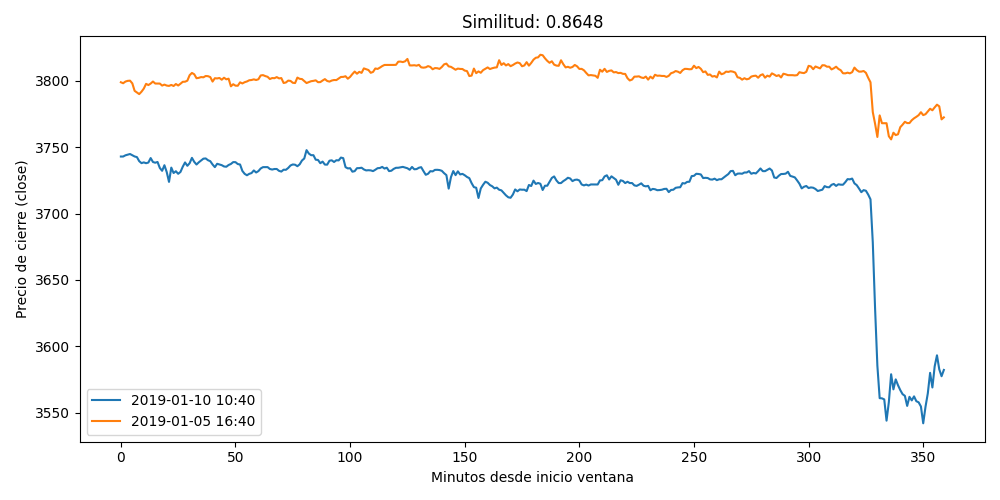 Similitud: 0.8648
Precio de cierre (close)
3800
3750
3700
3650
3600
3550
2019-01-10 10:40
2019-01-05 16:40
0 50 100 150 200 250 300 350
Minutos desde inicio ventana